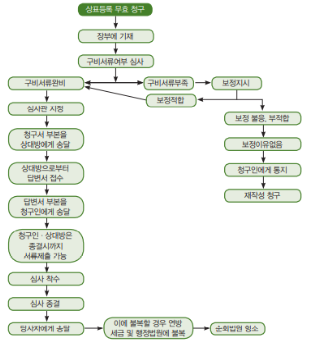 상표등록 무효 청구
장부에 기재
구비서류여부 심사
구비서류완비
구비서류부족
보정지시
보정적합
심사관 지정
보정 불응, 부적합
청구서 부본을
상대방에게 송달
보정이유없음
상대방으로부터
답변서 접수
청구인에게 통지
재작성 청구
답변서 부본을
청구인에게 송달
청구인 · 상대방은
종결시까지
서류제출 가능
심사 착수
심사 종결
당사자에게 송달
이에 불복할 경우 연방
세금 및 행정법원에 불복
순회법원 항소